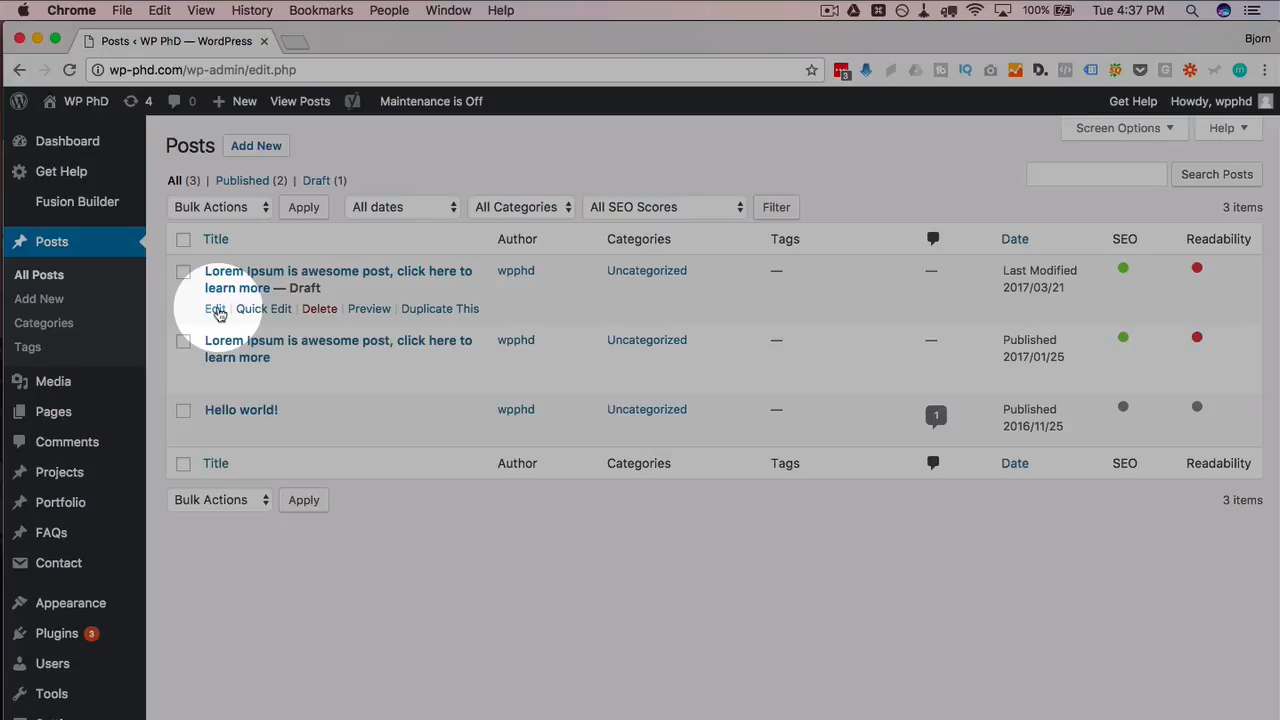 Chrome File Edit View History Bookmarks People Window Help 100% Tue 4:37 PM
Posts ‹ WP PhD — WordPress Bjorn
wp-phd.com/wp-admin/edit.php 3
WP PhD 4 0 New View Posts Maintenance is Off Get Help Howdy, wpphd
Screen Options Help
Dashboard
Get Help
Fusion Builder
Posts
All Posts
Add New
Categories
Tags
Media
Pages
Comments
Projects
Portfolio
FAQs
Contact
Appearance
Plugins 3
Users
Tools
Posts Add New
All (3) | Published (2) | Draft (1)
Search Posts
Bulk Actions Apply All dates All Categories All SEO Scores Filter 3 items
Title Author Categories Tags Date SEO Readability
Lorem Ipsum is awesome post, click here to wpphd Uncategorized — — Last Modified
learn more — Draft 2017/03/21
Edit | Quick Edit | Delete | Preview | Duplicate This
Lorem Ipsum is awesome post, click here to wpphd Uncategorized — — Published
learn more 2017/01/25
Hello world! wpphd Uncategorized — 1 Published
2016/11/25
Title Author Categories Tags Date SEO Readability
Bulk Actions Apply 3 items